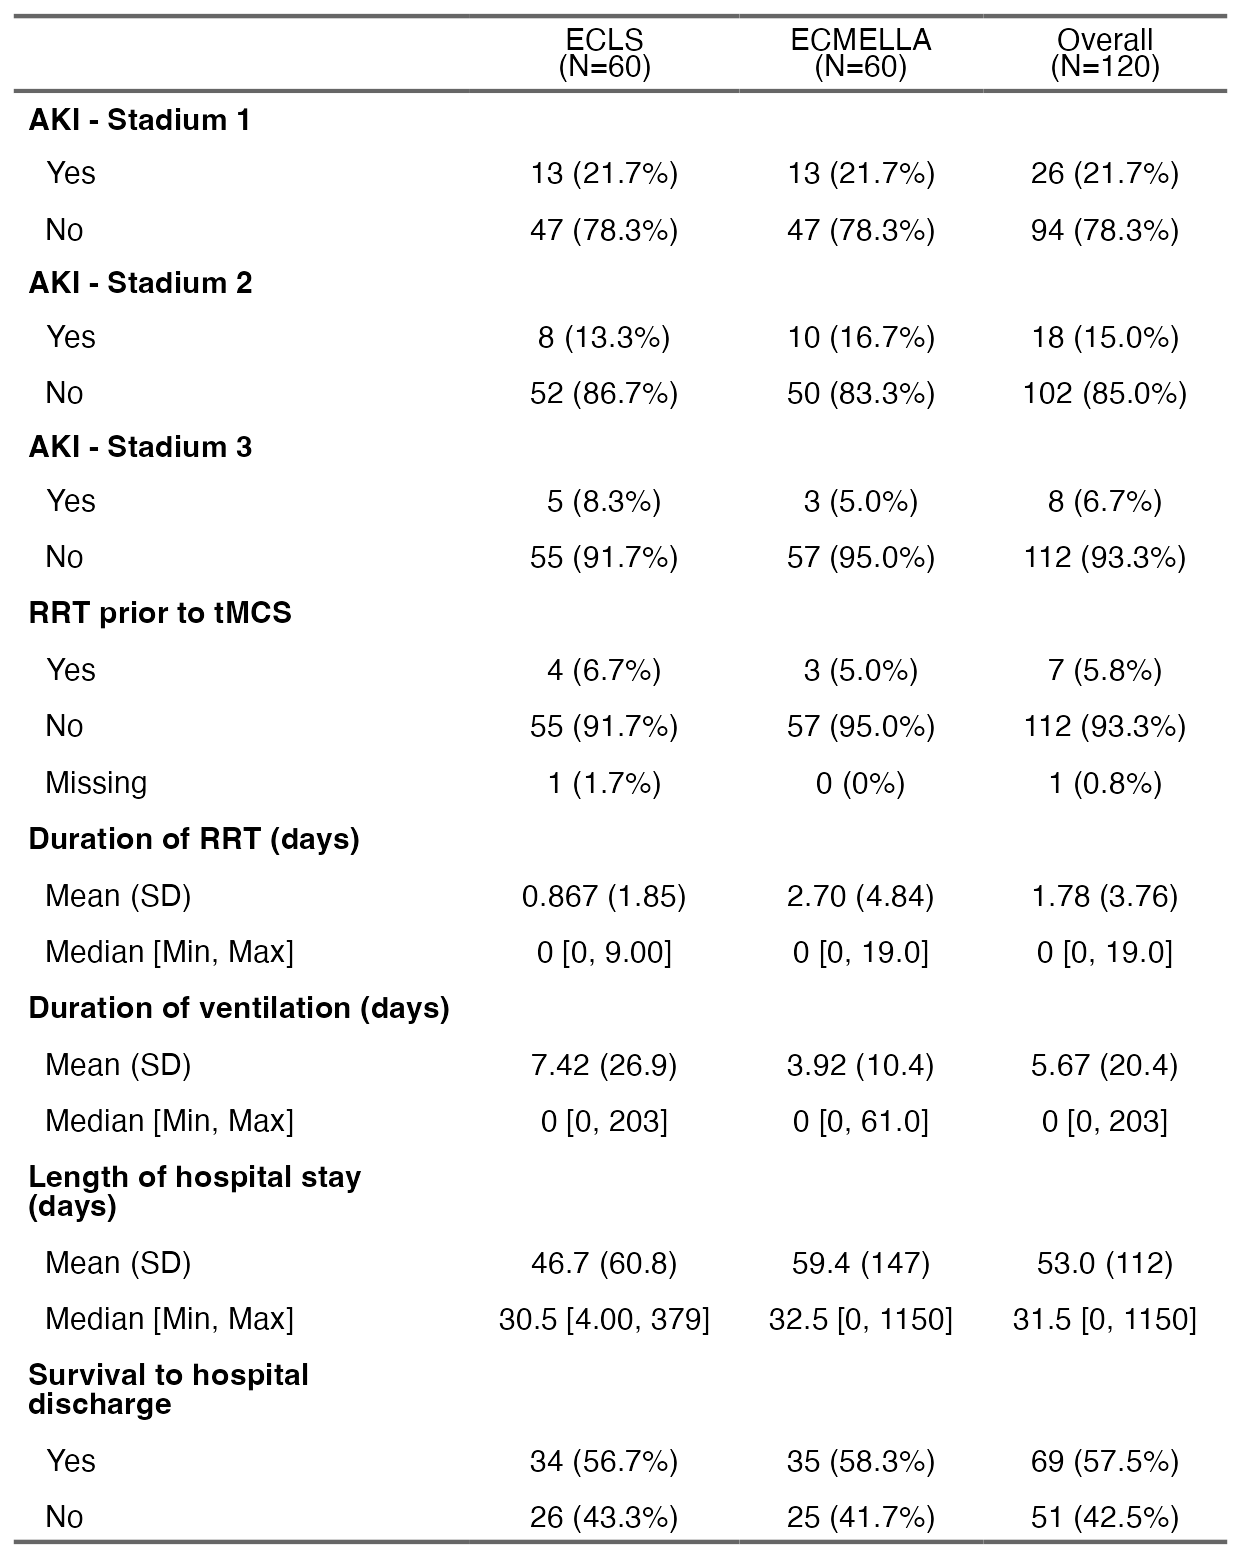 ECLS ECMELLA Overall
(N=60) (N=60) (N=120)
AKI - Stadium 1
Yes 13 (21.7%) 13 (21.7%) 26 (21.7%)
No 47 (78.3%) 47 (78.3%) 94 (78.3%)
AKI - Stadium 2
Yes 8 (13.3%) 10 (16.7%) 18 (15.0%)
No 52 (86.7%) 50 (83.3%) 102 (85.0%)
AKI - Stadium 3
Yes 5 (8.3%) 3 (5.0%) 8 (6.7%)
No 55 (91.7%) 57 (95.0%) 112 (93.3%)
RRT prior to tMCS
Yes 4 (6.7%) 3 (5.0%) 7 (5.8%)
No 55 (91.7%) 57 (95.0%) 112 (93.3%)
Missing 1 (1.7%) 0 (0%) 1 (0.8%)
Duration of RRT (days)
Mean (SD) 0.867 (1.85) 2.70 (4.84) 1.78 (3.76)
Median [Min, Max] 0 [0, 9.00] 0 [0, 19.0] 0 [0, 19.0]
Duration of ventilation (days)
Mean (SD) 7.42 (26.9) 3.92 (10.4) 5.67 (20.4)
Median [Min, Max] 0 [0, 203] 0 [0, 61.0] 0 [0, 203]
Length of hospital stay
(days)
Mean (SD) 46.7 (60.8) 59.4 (147) 53.0 (112)
Median [Min, Max] 30.5 [4.00, 379] 32.5 [0, 1150] 31.5 [0, 1150]
Survival to hospital
discharge
Yes 34 (56.7%) 35 (58.3%) 69 (57.5%)
No 26 (43.3%) 25 (41.7%) 51 (42.5%)